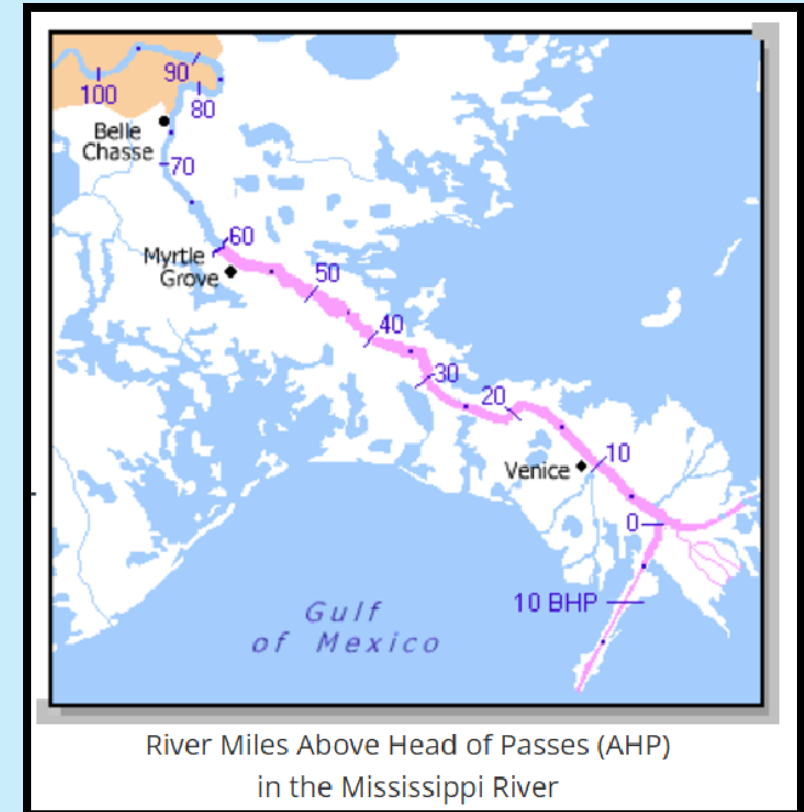 90
100
80
Belle
Chasse
70
60
Myrtle
Grove
50
40
30
20
10
Venice
0
10 BHP
Gulf
of Mexico
River Miles Above Head of Passes (AHP)
in the Mississippi River